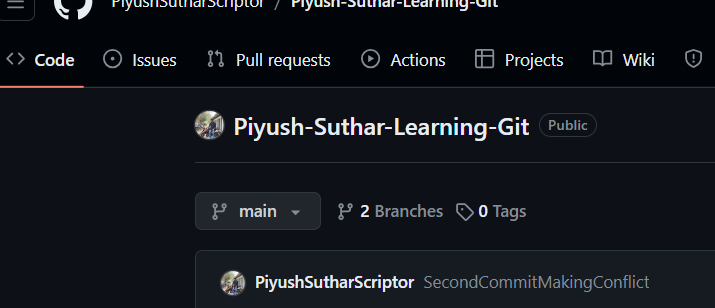 PiyushSutharScriptor / Piyush-Suthar-Learning-Git
Code Issues Pull requests Actions Projects Wiki
Piyush-Suthar-Learning-Git Public
main 2 Branches 0 Tags
PiyushSutharScriptor SecondCommitMakingConflict